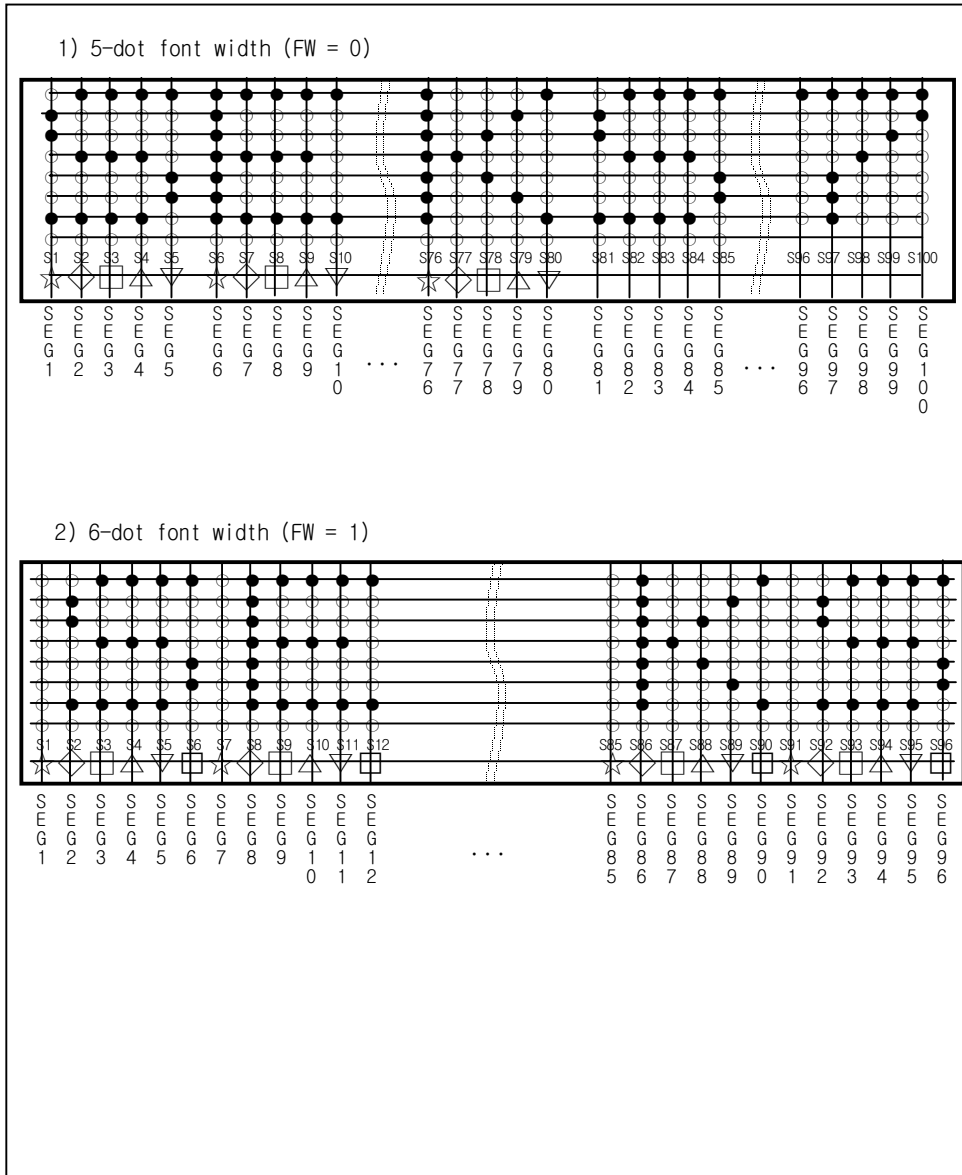 1) 5-dot font width (FW = 0)
S1 S2 S3 S4 S5 S6 S7 S8 S9 S10 S76 S77 S78 S79 S80 S81 S82 S83 S84 S85 S96 S97 S98 S99 S100
SEG1 SEG2 SEG3 SEG4 SEG5 SEG6 SEG7 SEG8 SEG9 SEG10 ... SEG76 SEG77 SEG78 SEG79 SEG80 SEG81 SEG82 SEG83 SEG84 SEG85 ... SEG96 SEG97 SEG98 SEG99 SEG100
2) 6-dot font width (FW = 1)
S1 S2 S3 S4 S5 S6 S7 S8 S9 S10 S11 S12 S85 S86 S87 S88 S89 S90 S91 S92 S93 S94 S95 S96
SEG1 SEG2 SEG3 SEG4 SEG5 SEG6 SEG7 SEG8 SEG9 SEG10 SEG11 SEG12 ... SEG85 SEG86 SEG87 SEG88 SEG89 SEG90 SEG91 SEG92 SEG93 SEG94 SEG95 SEG96